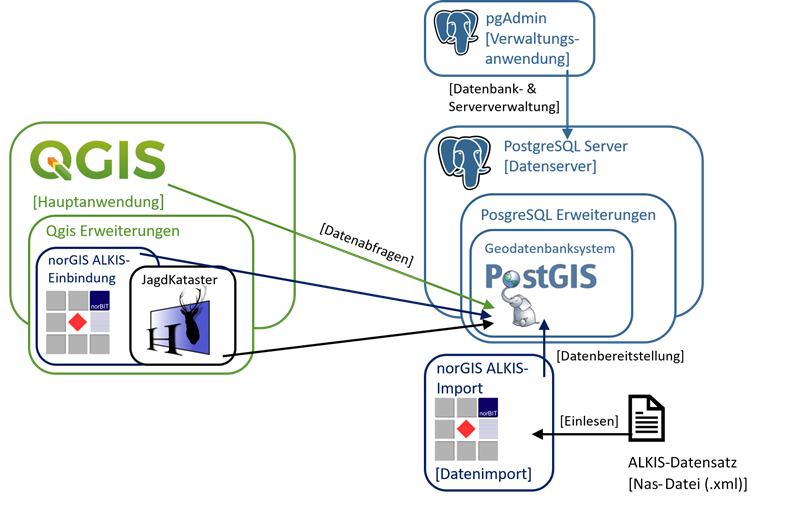 pgAdmin
[Verwaltungs-
anwendung]
[Datenbank- &
Serververwaltung]
PostgreSQL Server
[Datenserver]
PosgreSQL Erweiterungen
Geodatenbanksystem
PostGIS
QGIS
[Hauptanwendung]
Qgis Erweiterungen
norGIS ALKIS-
Einbindung
norBIT
JagdKataster
H
[Datenabfragen]
[Datenbereitstellung]
norGIS ALKIS-
Import
norBIT
[Datenimport]
[Einlesen]
ALKIS-Datensatz
[Nas-Datei (.xml)]